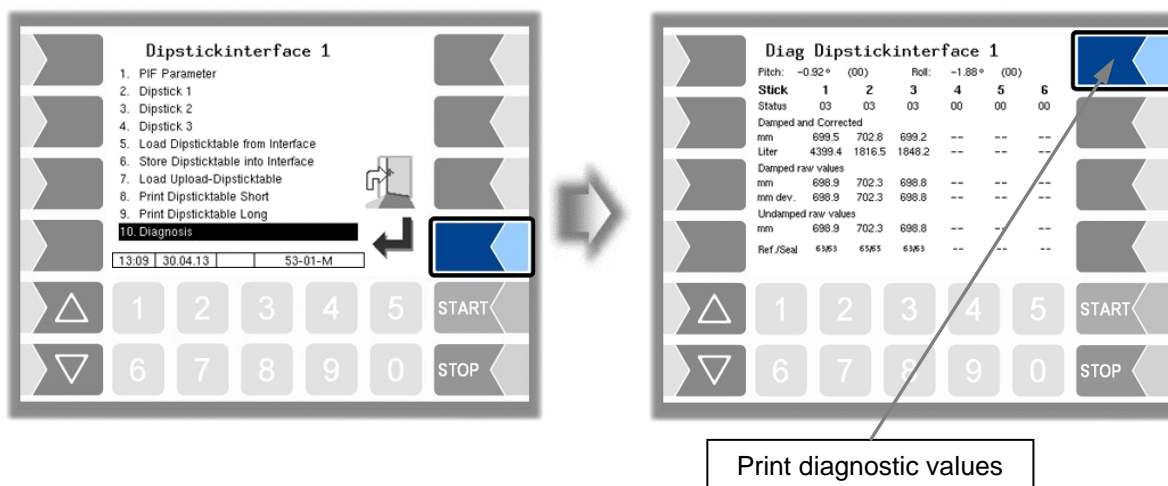 Dipstickinterface 1
1. PIF Parameter
2. Dipstick 1
3. Dipstick 2
4. Dipstick 3
5. Load Dipsticktable from Interface
6. Store Dipsticktable into Interface
7. Load Upload-Dipsticktable
8. Print Dipsticktable Short
9. Print Dipsticktable Long
10. Diagnosis
13:09 30.04.13 53-01-M
1 2 3 4 5 START
6 7 8 9 0 STOP
Diag Dipstickinterface 1
Pitch: -0.92° (00) Roll: -1.88° (00)
Stick 1 2 3 4 5 6
Status 03 03 03 00 00 00
Damped and Corrected
mm 699.5 702.8 699.2 -- -- --
Liter 4399.4 1816.5 1848.2 -- -- --
Damped raw values
mm 698.9 702.3 698.8 -- -- --
mm dev. 698.9 702.3 698.8 -- -- --
Undamped raw values
mm 698.9 702.3 698.8 -- -- --
Ref./Seal 63/63 65/65 63/63 -- -- --
1 2 3 4 5 START
6 7 8 9 0 STOP
Print diagnostic values